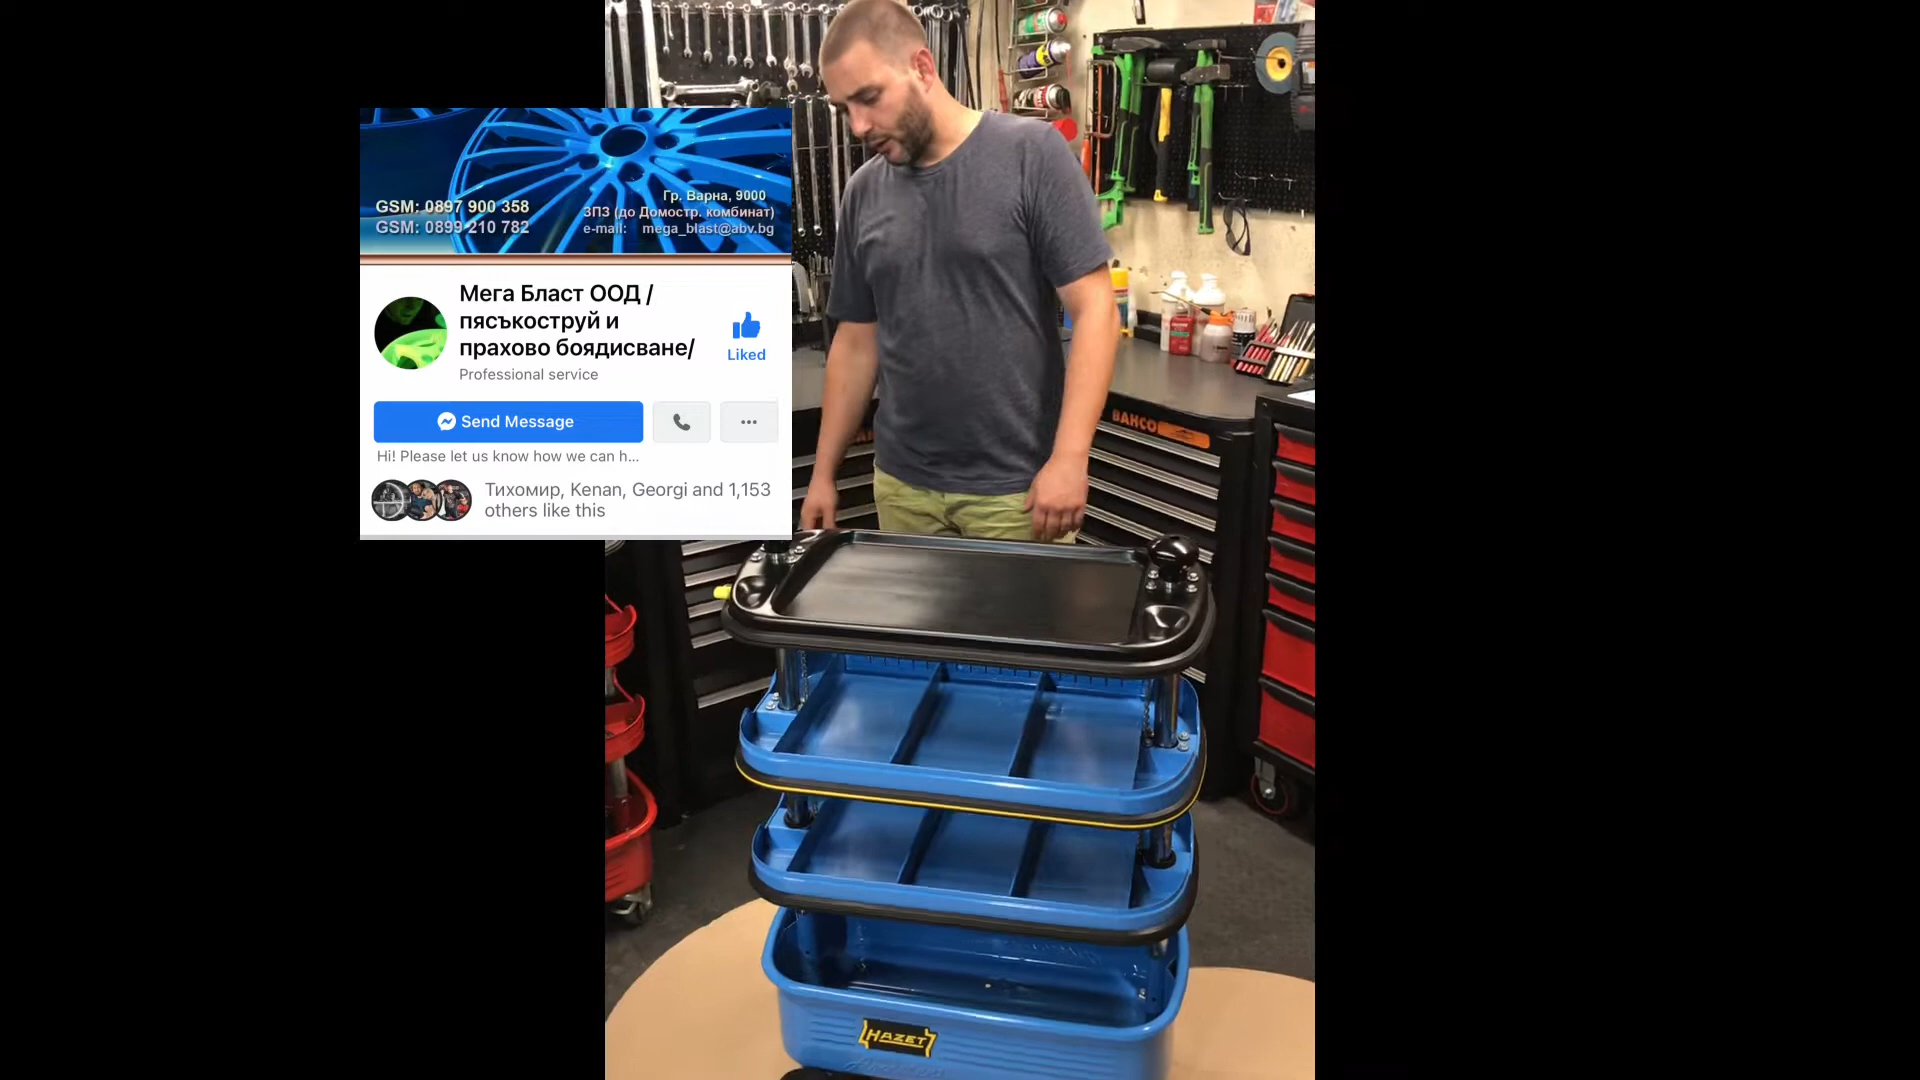 GSM: 0897 900 358
GSM: 0899 210 782
Гр. Варна, 9000
ЗПЗ (до Домостр. комбинат)
e-mail: mega_blast@abv.bg
Мега Бласт ООД /
пясъкоструй и
прахово боядисване/
Professional service
Liked
Send Message
Hi! Please let us know how we can h...
Тихомир, Kenan, Georgi and 1,153
others like this
BAHCO
HAZET